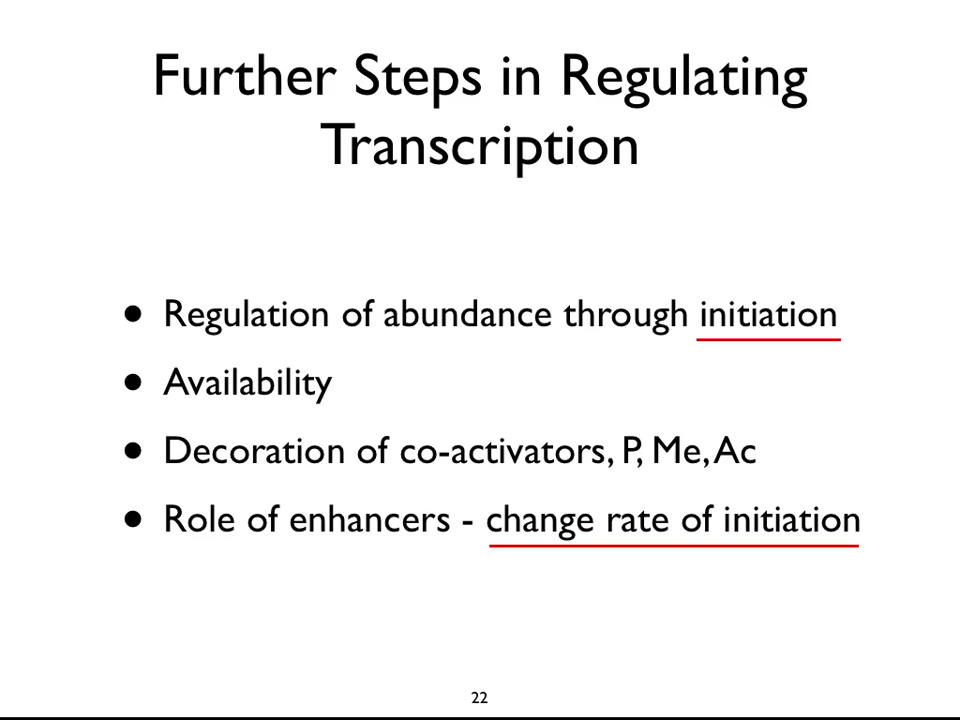 Further Steps in Regulating
Transcription
• Regulation of abundance through initiation
• Availability
• Decoration of co-activators, P, Me, Ac
• Role of enhancers - change rate of initiation
22